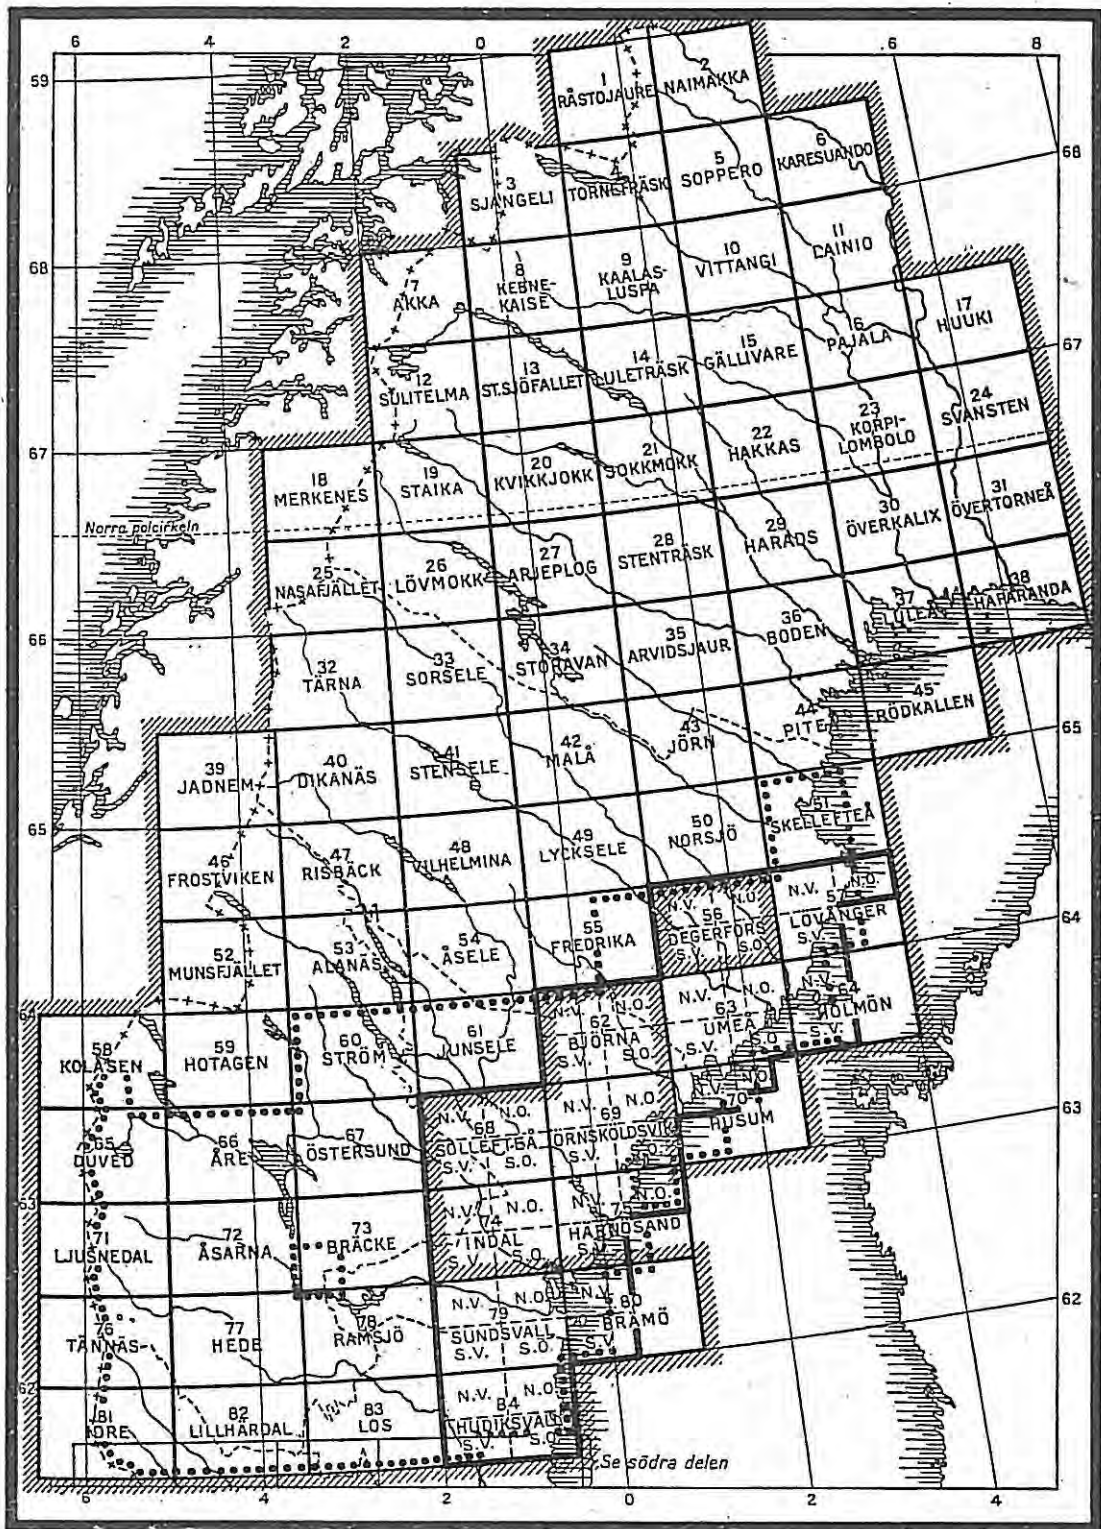 6 4 2 0 6 8
59
68
67
66
65
64
62
68
67
66
65
64
63
62
1
RÅSTOJAURE
2
NAIMAKKA
3
SJANGELI
4
TORNETRÄSK
5
SOPPERO
6
KARESUANDO
7
AKKA
8
KEBNE-
KAISE
9
KAALAS-
LUSPA
10
VITTANGI
11
LAINIO
12
SULITELMA
13
ST.SJÖFALLET
14
LULETRÄSK
15
GÄLLIVARE
16
PAJALA
17
HUUKI
18
MERKENES
19
STAIKA
20
KVIKKJOKK
21
JOKKMOKK
22
HAKKAS
23
KORPI-
LOMBOLO
24
SVANSTEN
Norra polcirkeln
25
NASAFJÄLLET
26
LÖVMOKK
27
ARJEPLOG
28
STENTRÄSK
29
HARADS
30
ÖVERKALIX
31
ÖVERTORNEÅ
32
TÄRNA
33
SORSELE
34
STORAVAN
35
ARVIDSJAUR
36
BODEN
37
LULEÅ
38
HAPARANDA
39
JADNEM
40
DIKANÄS
41
STENSELE
42
MALÅ
43
JÖRN
44
PITE
45
RÖDKALLEN
46
FROSTVIKEN
47
RISBÄCK
48
VILHELMINA
49
LYCKSELE
50
NORSJÖ
51
SKELLEFTEÅ
52
MUNSFJÄLLET
53
ALANÄS
54
ÅSELE
55
FREDRIKA
N.V. N.O.
56
DEGERFORS
S.V. S.O.
N.V. N.O.
57
LÖVÅNGER
S.V.
58
KOLÅSEN
59
HOTAGEN
60
STRÖM
61
JUNSELE
N.V. N.O.
62
BJÖRNA
S.V. S.O.
N.V. N.O.
63
UMEÅ
S.V. S.O.
N.V.
64
HOLMÖN
S.V.
65
DUVED
66
ÅRE
67
ÖSTERSUND
N.V. N.O.
68
SOLLEFTEÅ
S.V. S.O.
N.V. N.O.
69
ÖRNSKÖLDSVIK
S.V. S.O.
N.V. N.O.
70
HUSUM
71
LJUSNEDAL
72
ÅSARNA
73
BRÄCKE
N.V. N.O.
74
INDAL
S.V. S.O.
N.V. N.O.
75
HÄRNÖSAND
S.V.
76
TÄNNÄS
77
HEDE
78
RAMSJÖ
N.V. N.O.
79
SUNDSVALL
S.V. S.O.
N.V.
80
BRÄMÖ
S.V.
81
IDRE
82
LILLHÄRDAL
83
LOS
N.V. N.O.
84
HUDIKSVALL
S.V. S.O.
Se södra delen
6 4 2 0 2 4